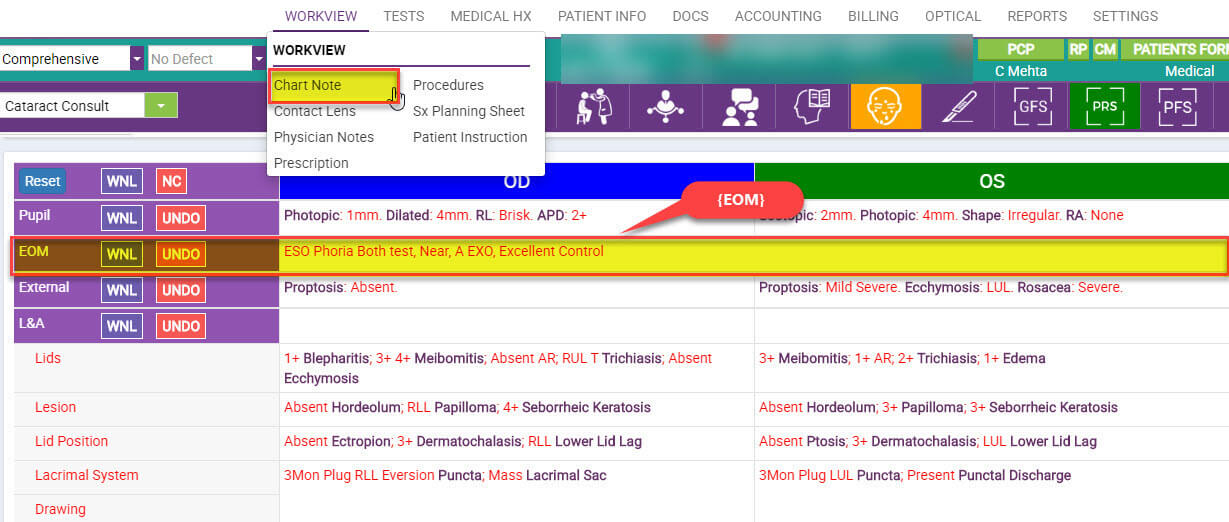 WORKVIEW TESTS MEDICAL HX PATIENT INFO DOCS ACCOUNTING BILLING OPTICAL REPORTS SETTINGS
WORKVIEW
Chart Note Procedures
Contact Lens Sx Planning Sheet
Physician Notes Patient Instruction
Prescription
Comprehensive No Defect
PCP RP CM PATIENTS FORM
C Mehta Medical
Cataract Consult
GFS PRS PFS
Reset WNL NC OD OS
{EOM}
Pupil WNL UNDO Photopic: 1mm. Dilated: 4mm. RL: Brisk. APD: 2+ 2mm. Photopic: 4mm. Shape: Irregular. RA: None
EOM WNL UNDO ESO Phoria Both test, Near, A EXO, Excellent Control
External WNL UNDO Proptosis: Absent. Proptosis: Mild Severe. Ecchymosis: LUL. Rosacea: Severe.
L&A WNL UNDO
Lids 1+ Blepharitis; 3+ 4+ Meibomitis; Absent AR; RUL T Trichiasis; Absent 3+ Meibomitis; 1+ AR; 2+ Trichiasis; 1+ Edema
Ecchymosis
Lesion Absent Hordeolum; RLL Papilloma; 4+ Seborrheic Keratosis Absent Hordeolum; 3+ Papilloma; 3+ Seborrheic Keratosis
Lid Position Absent Ectropion; 3+ Dermatochalasis; RLL Lower Lid Lag Absent Ptosis; 3+ Dermatochalasis; LUL Lower Lid Lag
Lacrimal System 3Mon Plug RLL Eversion Puncta; Mass Lacrimal Sac 3Mon Plug LUL Puncta; Present Punctal Discharge
Drawing